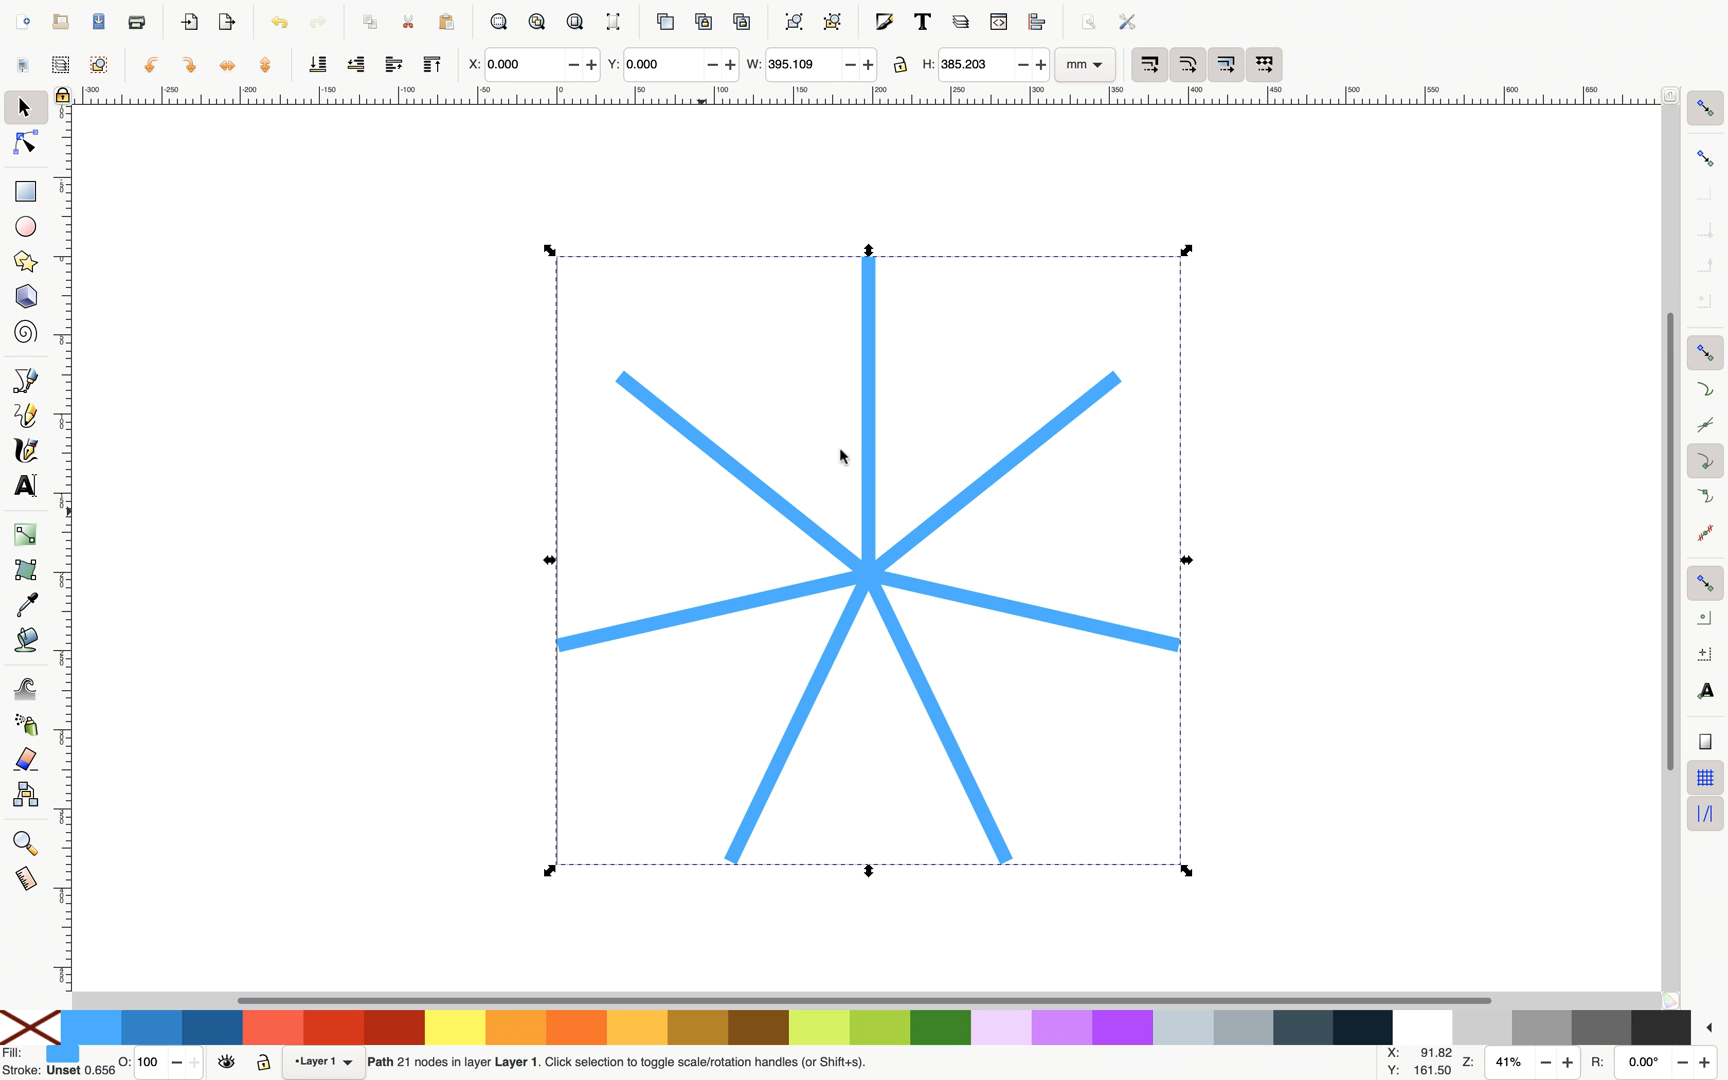 X: 0.000 Y: 0.000 W: 395.109 H: 385.203 mm
-300 -250 -200 -150 -100 -50 0 50 100 150 200 250 300 350 400 450 500 550 600 650
Fill: O: 100 •Layer 1 Path 21 nodes in layer Layer 1. Click selection to toggle scale/rotation handles (or Shift+s). X: 91.82 Z: 41% R: 0.00°
Stroke: Unset 0.656 Y: 161.50